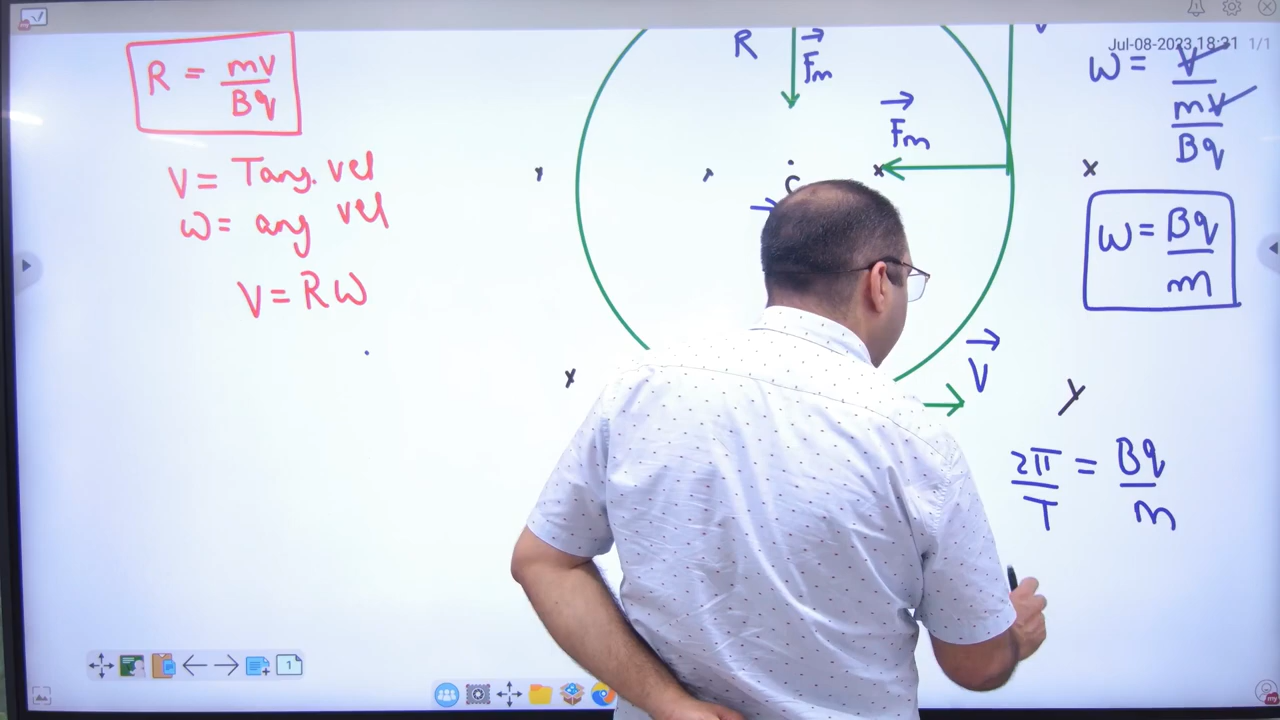 Jul-08-2023,18:31 1/1
R = mv
Bq
V = Tang. vel
ω = ang vel
V = Rω
R
Fm
Fm
c
V
ω = V
mV
Bq
ω = Bq
m
2π = Bq
T m
1